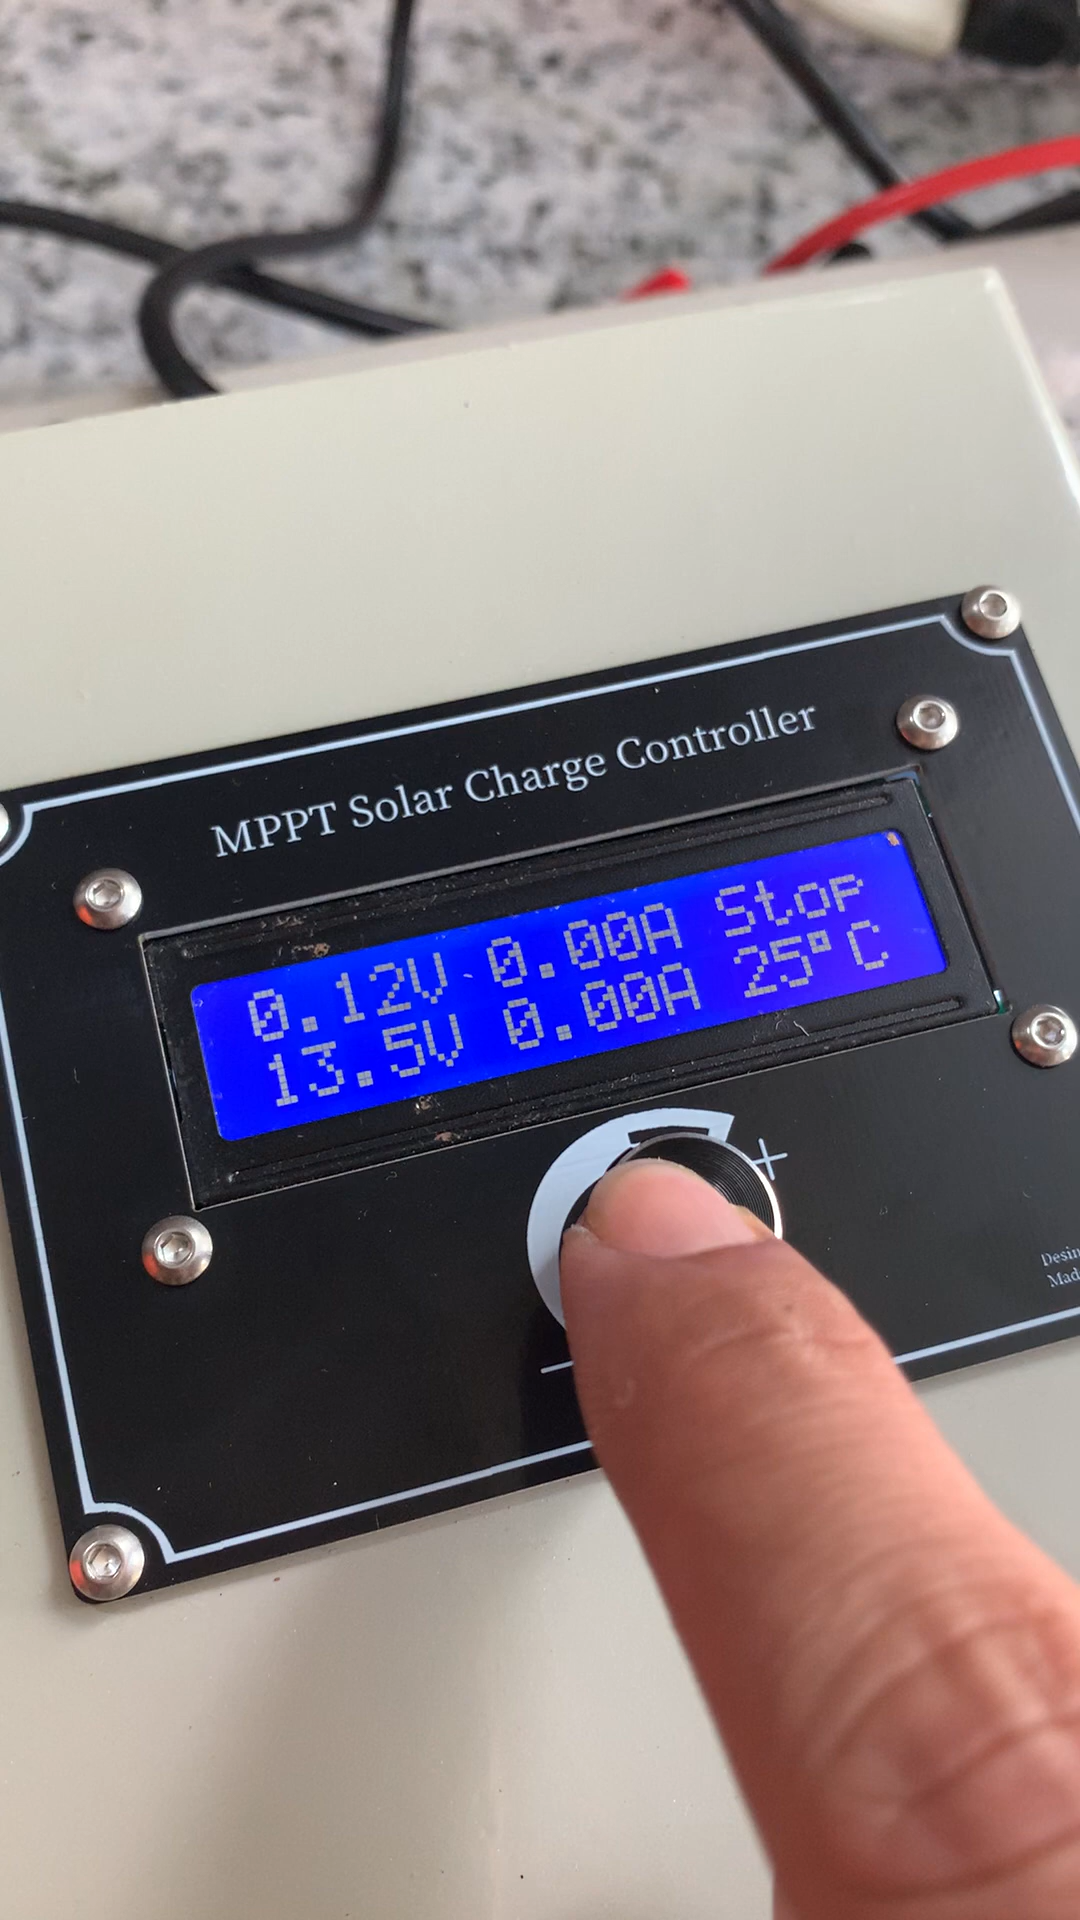 MPPT Solar Charge Controller
0.12V 0.00A Stop
13.5V 0.00A 25°C
+
-